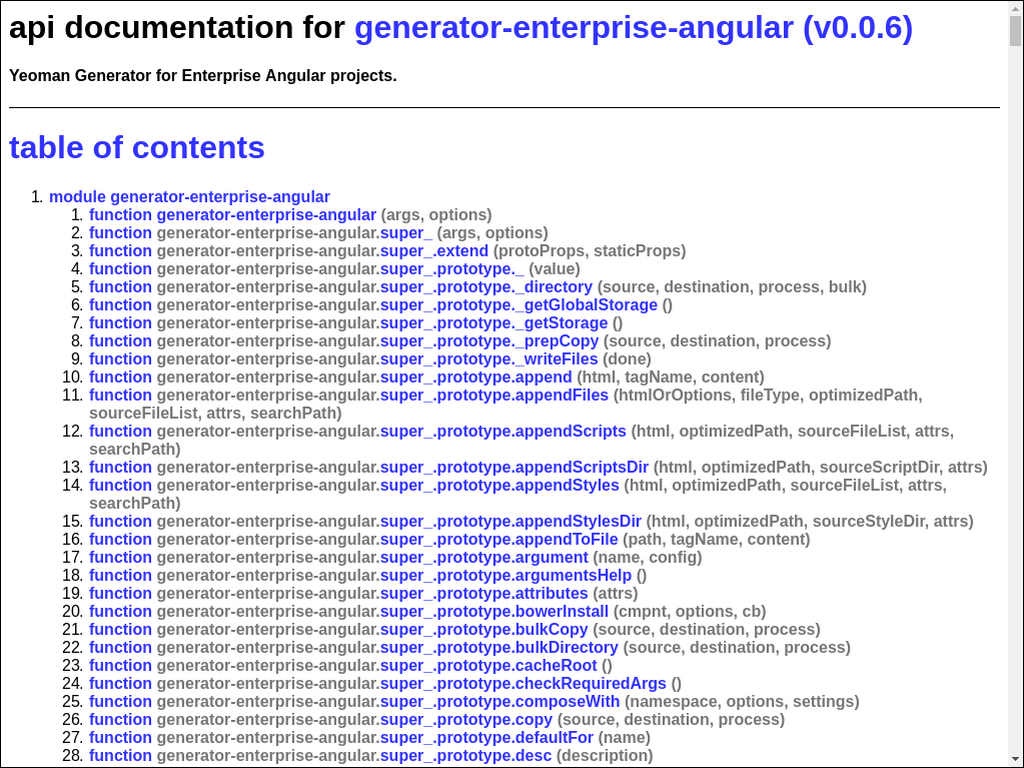 api documentation for generator-enterprise-angular (v0.0.6)
Yeoman Generator for Enterprise Angular projects.
table of contents
1. module generator-enterprise-angular
1. function generator-enterprise-angular (args, options)
2. function generator-enterprise-angular.super_ (args, options)
3. function generator-enterprise-angular.super_.extend (protoProps, staticProps)
4. function generator-enterprise-angular.super_.prototype._ (value)
5. function generator-enterprise-angular.super_.prototype._directory (source, destination, process, bulk)
6. function generator-enterprise-angular.super_.prototype._getGlobalStorage ()
7. function generator-enterprise-angular.super_.prototype._getStorage ()
8. function generator-enterprise-angular.super_.prototype._prepCopy (source, destination, process)
9. function generator-enterprise-angular.super_.prototype._writeFiles (done)
10. function generator-enterprise-angular.super_.prototype.append (html, tagName, content)
11. function generator-enterprise-angular.super_.prototype.appendFiles (htmlOrOptions, fileType, optimizedPath,
sourceFileList, attrs, searchPath)
12. function generator-enterprise-angular.super_.prototype.appendScripts (html, optimizedPath, sourceFileList, attrs,
searchPath)
13. function generator-enterprise-angular.super_.prototype.appendScriptsDir (html, optimizedPath, sourceScriptDir, attrs)
14. function generator-enterprise-angular.super_.prototype.appendStyles (html, optimizedPath, sourceFileList, attrs,
searchPath)
15. function generator-enterprise-angular.super_.prototype.appendStylesDir (html, optimizedPath, sourceStyleDir, attrs)
16. function generator-enterprise-angular.super_.prototype.appendToFile (path, tagName, content)
17. function generator-enterprise-angular.super_.prototype.argument (name, config)
18. function generator-enterprise-angular.super_.prototype.argumentsHelp ()
19. function generator-enterprise-angular.super_.prototype.attributes (attrs)
20. function generator-enterprise-angular.super_.prototype.bowerInstall (cmpnt, options, cb)
21. function generator-enterprise-angular.super_.prototype.bulkCopy (source, destination, process)
22. function generator-enterprise-angular.super_.prototype.bulkDirectory (source, destination, process)
23. function generator-enterprise-angular.super_.prototype.cacheRoot ()
24. function generator-enterprise-angular.super_.prototype.checkRequiredArgs ()
25. function generator-enterprise-angular.super_.prototype.composeWith (namespace, options, settings)
26. function generator-enterprise-angular.super_.prototype.copy (source, destination, process)
27. function generator-enterprise-angular.super_.prototype.defaultFor (name)
28. function generator-enterprise-angular.super_.prototype.desc (description)